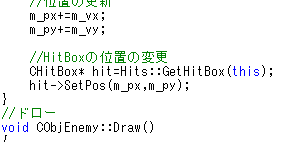 //位置の更新
m_px+=m_vx;
m_py+=m_vy;
//HitBoxの位置の変更
CHitBox* hit=Hits::GetHitBox(this);
hit->SetPos(m_px,m_py);
}
//ドロー
void CObjEnemy::Draw()